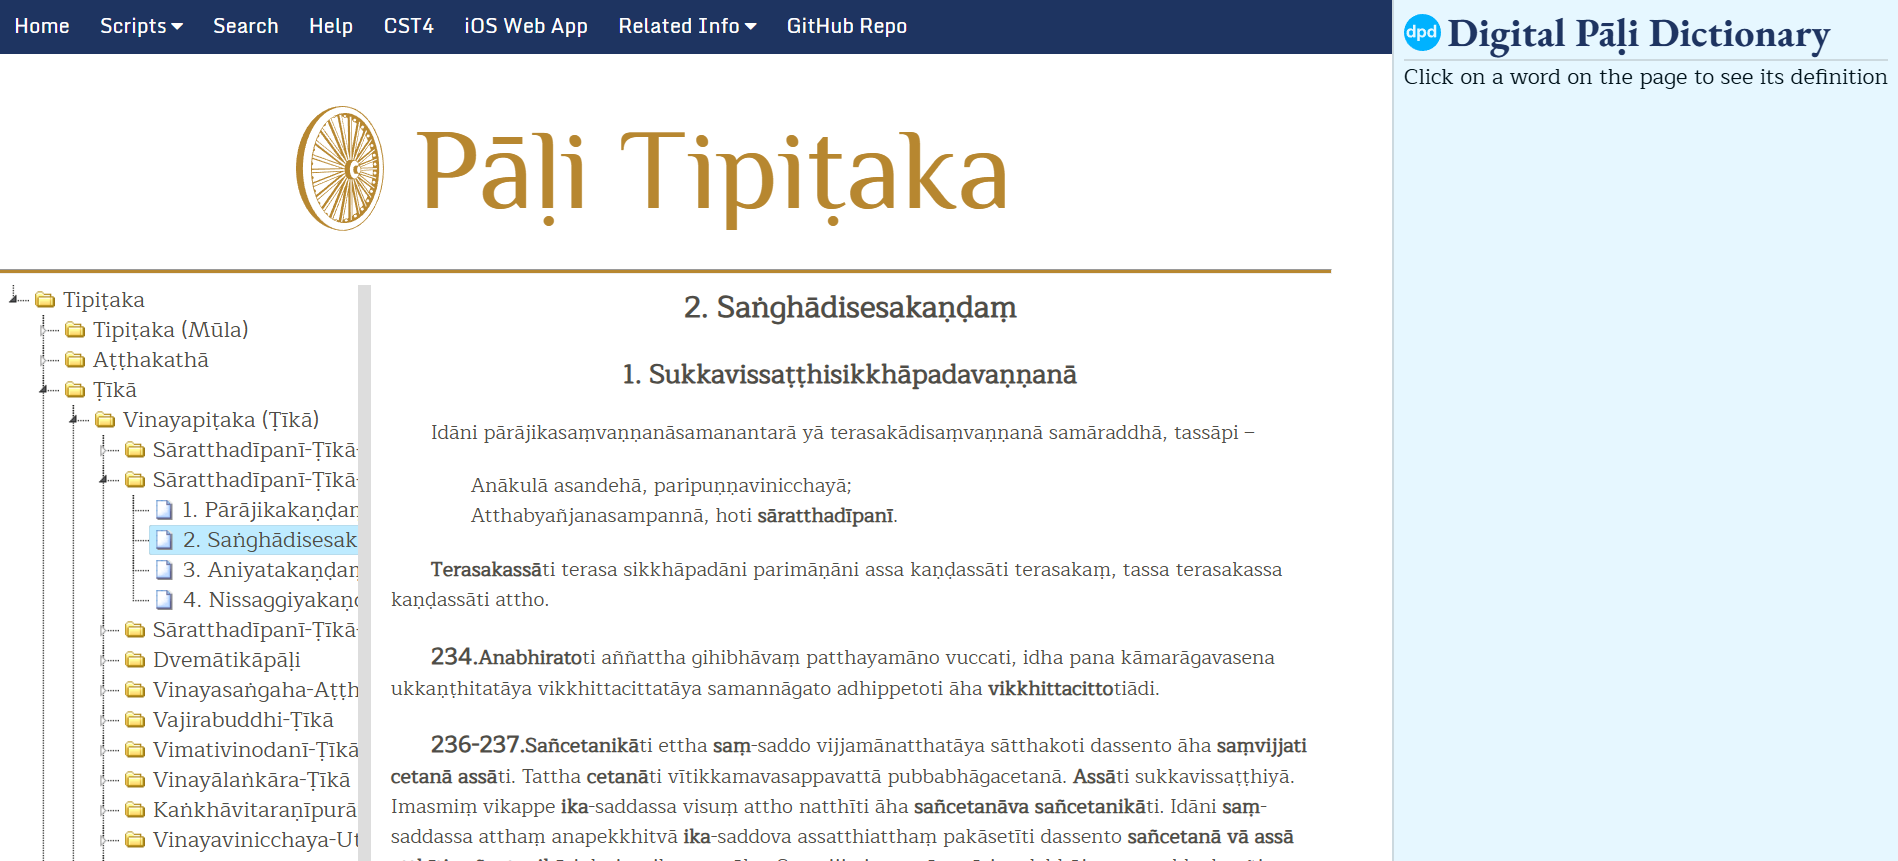 Home Scripts Search Help CST4 iOS Web App Related Info GitHub Repo
dpd Digital Pāḷi Dictionary
Click on a word on the page to see its definition
Pāḷi Tipiṭaka
Tipiṭaka
Tipiṭaka (Mūla)
Aṭṭhakathā
Ṭīkā
Vinayapiṭaka (Ṭīkā)
Sāratthadīpanī-Ṭīkā-
Sāratthadīpanī-Ṭīkā-
1. Pārājikakaṇḍaṃ
2. Saṅghādisesak
3. Aniyatakaṇḍaṃ
4. Nissaggiyakaṇḍ
Sāratthadīpanī-Ṭīkā-
Dvemātikāpāḷi
Vinayasaṅgaha-Aṭṭh
Vajirabuddhi-Ṭīkā
Vimativinodanī-Ṭīkā
Vinayālaṅkāra-Ṭīkā
Kaṅkhāvitaraṇīpurā
Vinayavinicchaya-Ut
2. Saṅghādisesakaṇḍaṃ
1. Sukkavissaṭṭhisikkhāpadavaṇṇanā
Idāni pārājikasaṃvaṇṇanāsamanantarā yā terasakādisaṃvaṇṇanā samāraddhā, tassāpi –
Anākulā asandehā, paripuṇṇavinicchayā;
Atthabyañjanasampannā, hoti sāratthadīpanī.
Terasakassāti terasa sikkhāpadāni parimāṇāni assa kaṇḍassāti terasakaṃ, tassa terasakassa
kaṇḍassāti attho.
234.Anabhiratoti aññattha gihibhāvaṃ patthayamāno vuccati, idha pana kāmarāgavasena
ukkaṇṭhitatāya vikkhittacittatāya samannāgato adhippetoti āha vikkhittacittotiādi.
236-237.Sañcetanikāti ettha saṃ-saddo vijjamānatthatāya sātthakoti dassento āha saṃvijjati
cetanā assāti. Tattha cetanāti vītikkamavasappavattā pubbabhāgacetanā. Assāti sukkavissaṭṭhiyā.
Imasmiṃ vikappe ika-saddassa visuṃ attho natthīti āha sañcetanāva sañcetanikāti. Idāni saṃ-
saddassa atthaṃ anapekkhitvā ika-saddova assatthiatthaṃ pakāsetīti dassento sañcetanā vā assā